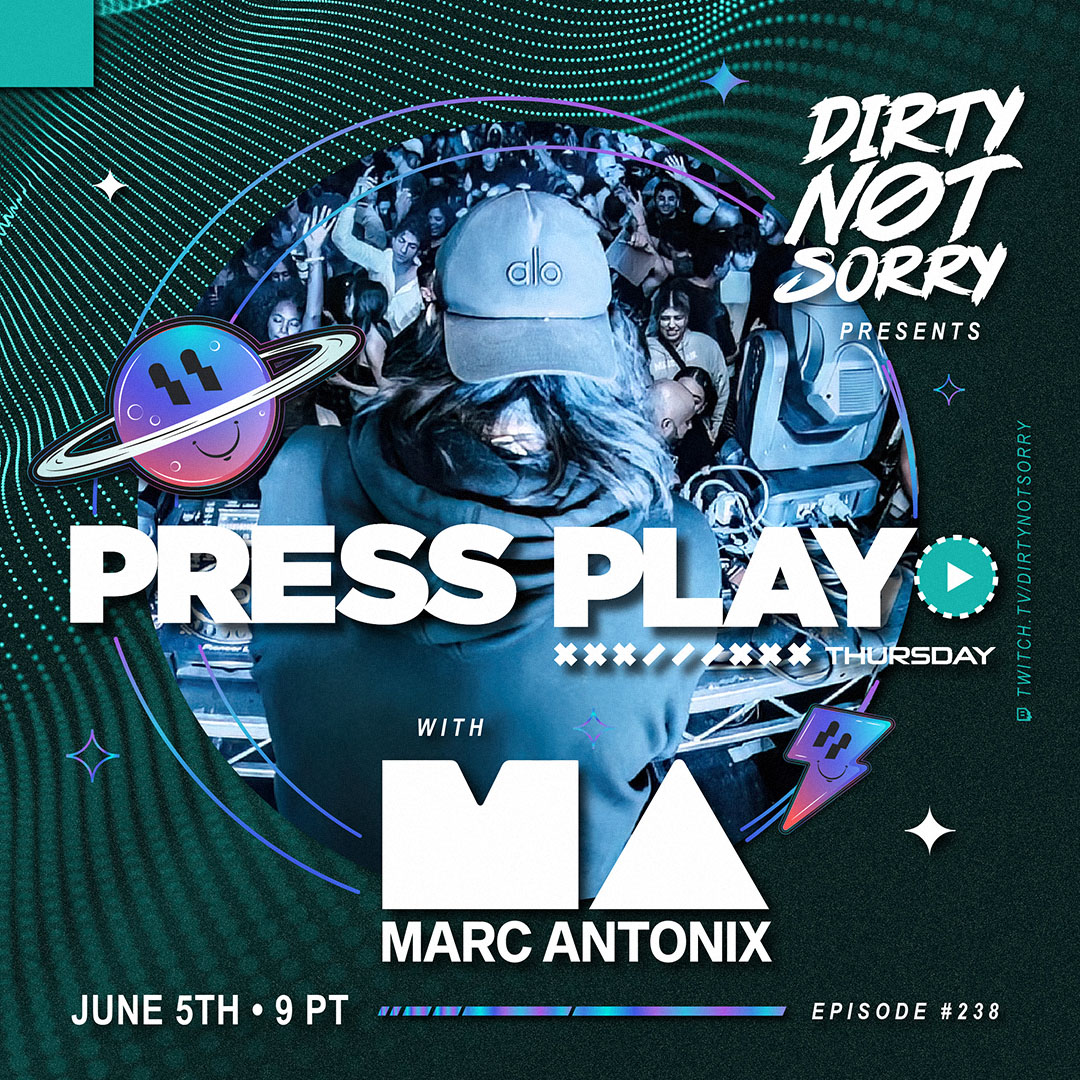 DIRTY
NØT
SORRY
PRESENTS
alo
PRESS PLAY
THURSDAY
TWITCH.TV/DIRTYNOTSORRY
WITH
MA
MARC ANTONIX
JUNE 5TH • 9 PT
EPISODE #238